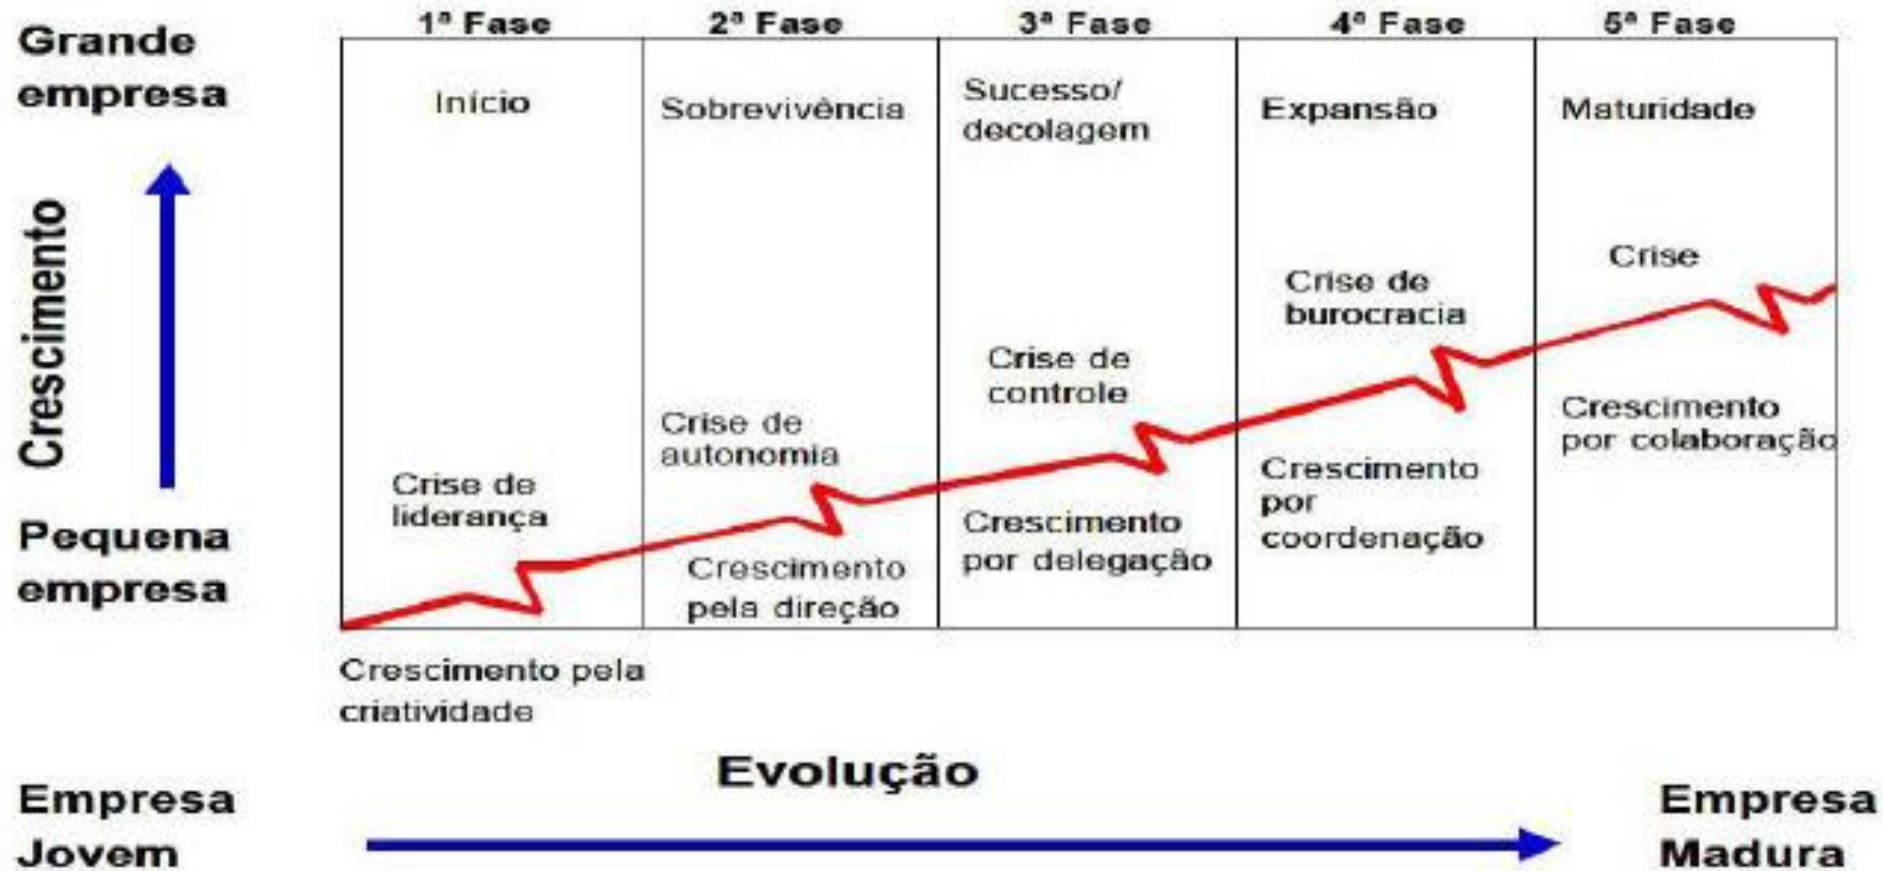 1ª Fase
2ª Fase
3ª Fase
4ª Fase
5ª Fase
Grande
empresa
Início
Sobrevivência
Sucesso/
decolagem
Expansão
Maturidade
Crescimento
Crise
Crise de
burocracia
Crise de
controle
Crise de
autonomia
Crise de
liderança
Crescimento
por colaboração
Crescimento
por
coordenação
Crescimento
por delegação
Crescimento
pela direção
Pequena
empresa
Crescimento pela
criatividade
Evolução
Empresa
Jovem
Empresa
Madura